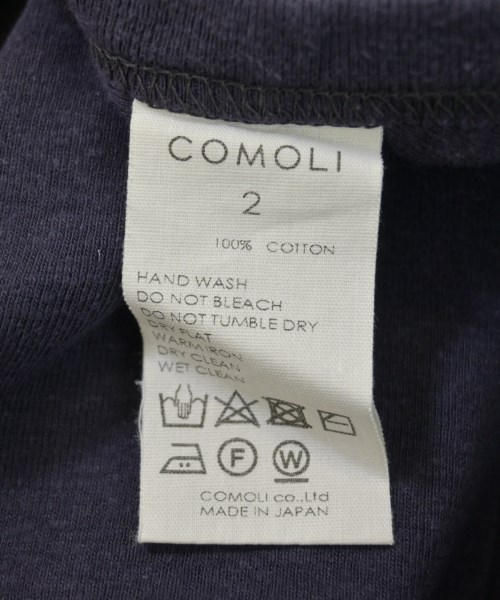 COMOLI
2
100% COTTON
HAND WASH
DO NOT BLEACH
DO NOT TUMBLE DRY
DRY FLAT
WARM IRON
DRY CLEAN
WET CLEAN
F W
COMOLI co.,Ltd
MADE IN JAPAN